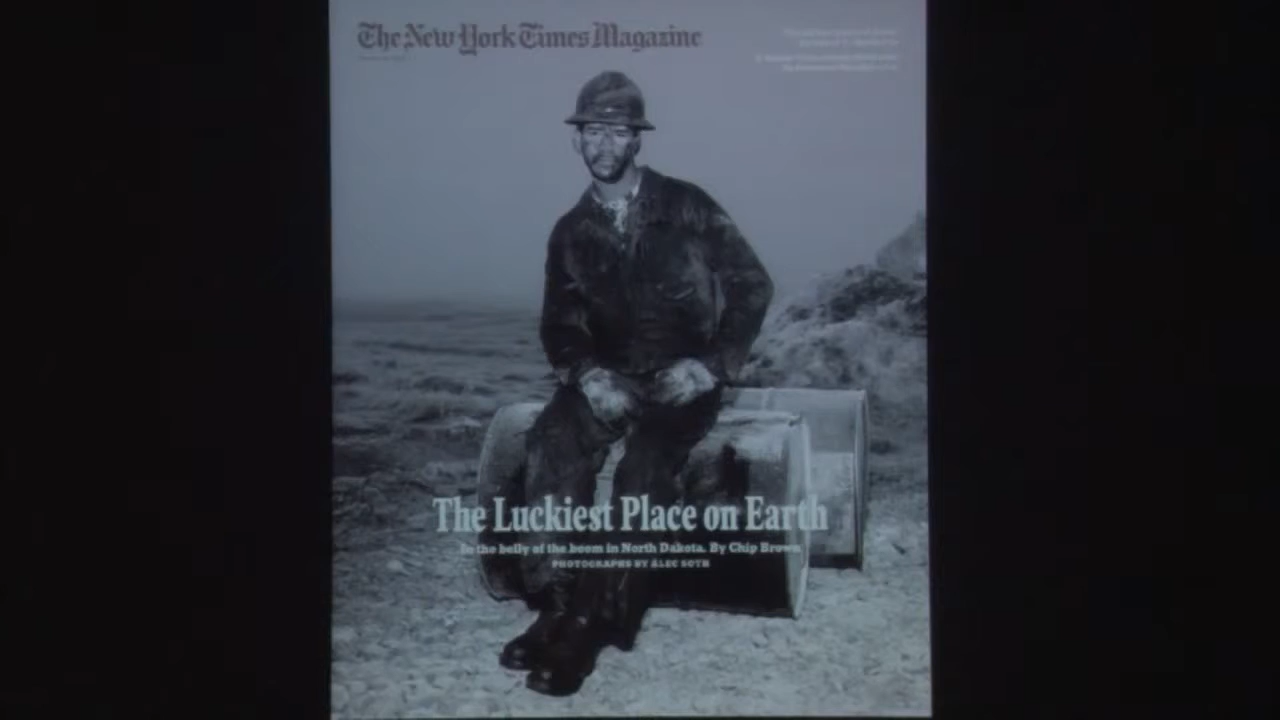 The New York Times Magazine
The Luckiest Place on Earth
In the belly of the boom in North Dakota. By Chip Brown
PHOTOGRAPHS BY ALEC SOTH